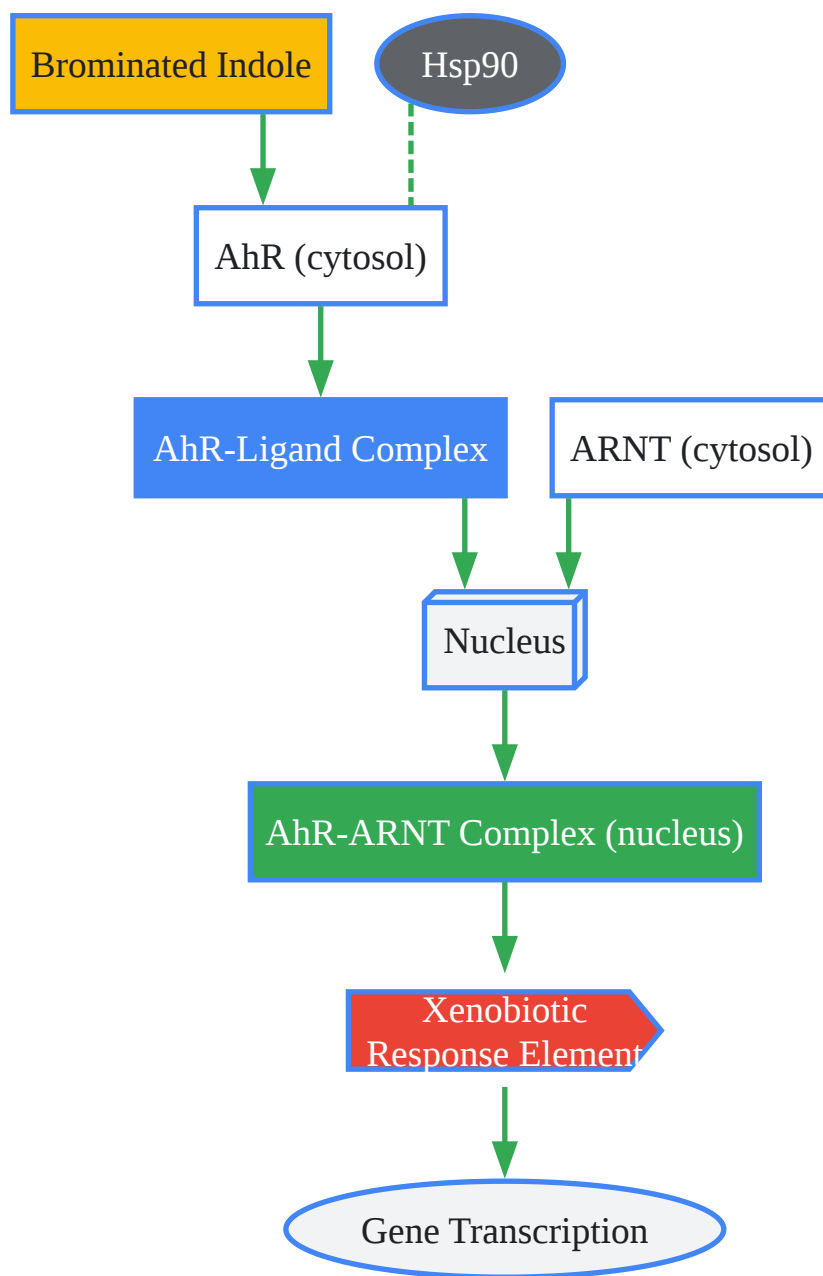 Brominated Indole
Hsp90
AhR (cytosol)
AhR-Ligand Complex
ARNT (cytosol)
Nucleus
AhR-ARNT Complex (nucleus)
Xenobiotic
Response Element
Gene Transcription